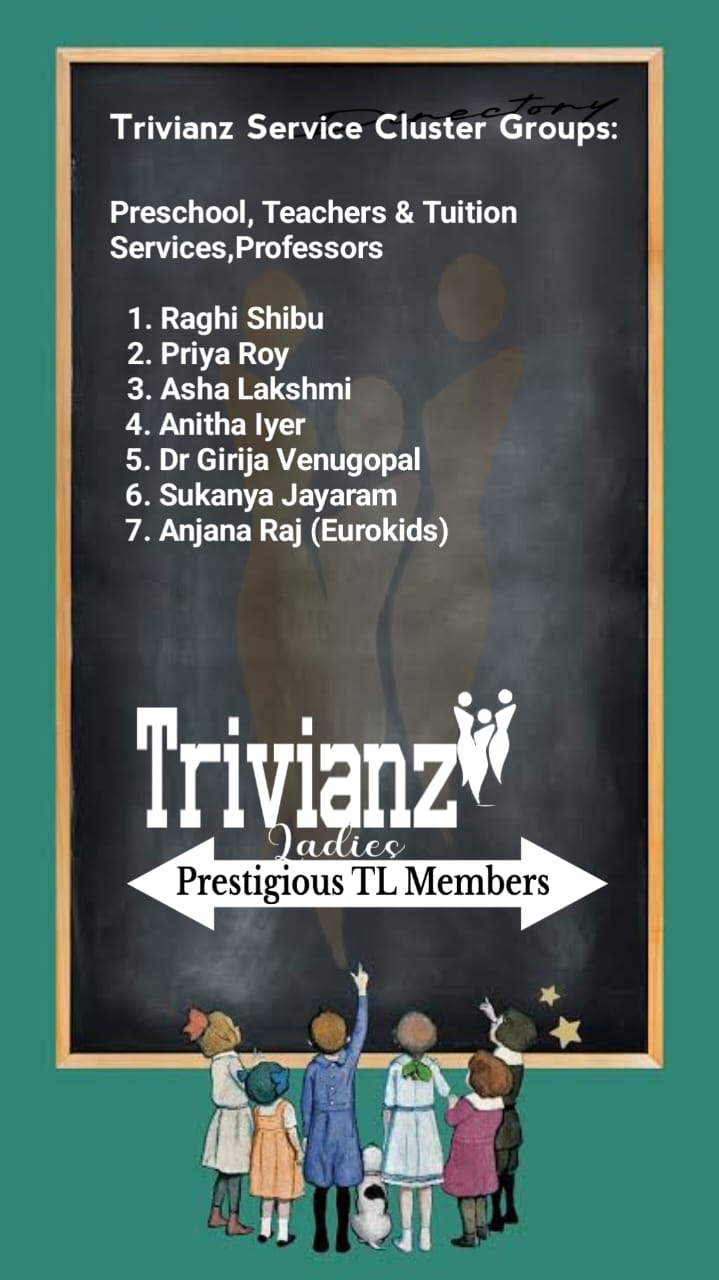 Directory
Trivianz Service Cluster Groups:
Preschool, Teachers & Tuition
Services,Professors
1. Raghi Shibu
2. Priya Roy
3. Asha Lakshmi
4. Anitha Iyer
5. Dr Girija Venugopal
6. Sukanya Jayaram
7. Anjana Raj (Eurokids)
Trivianz
Ladies
Prestigious TL Members